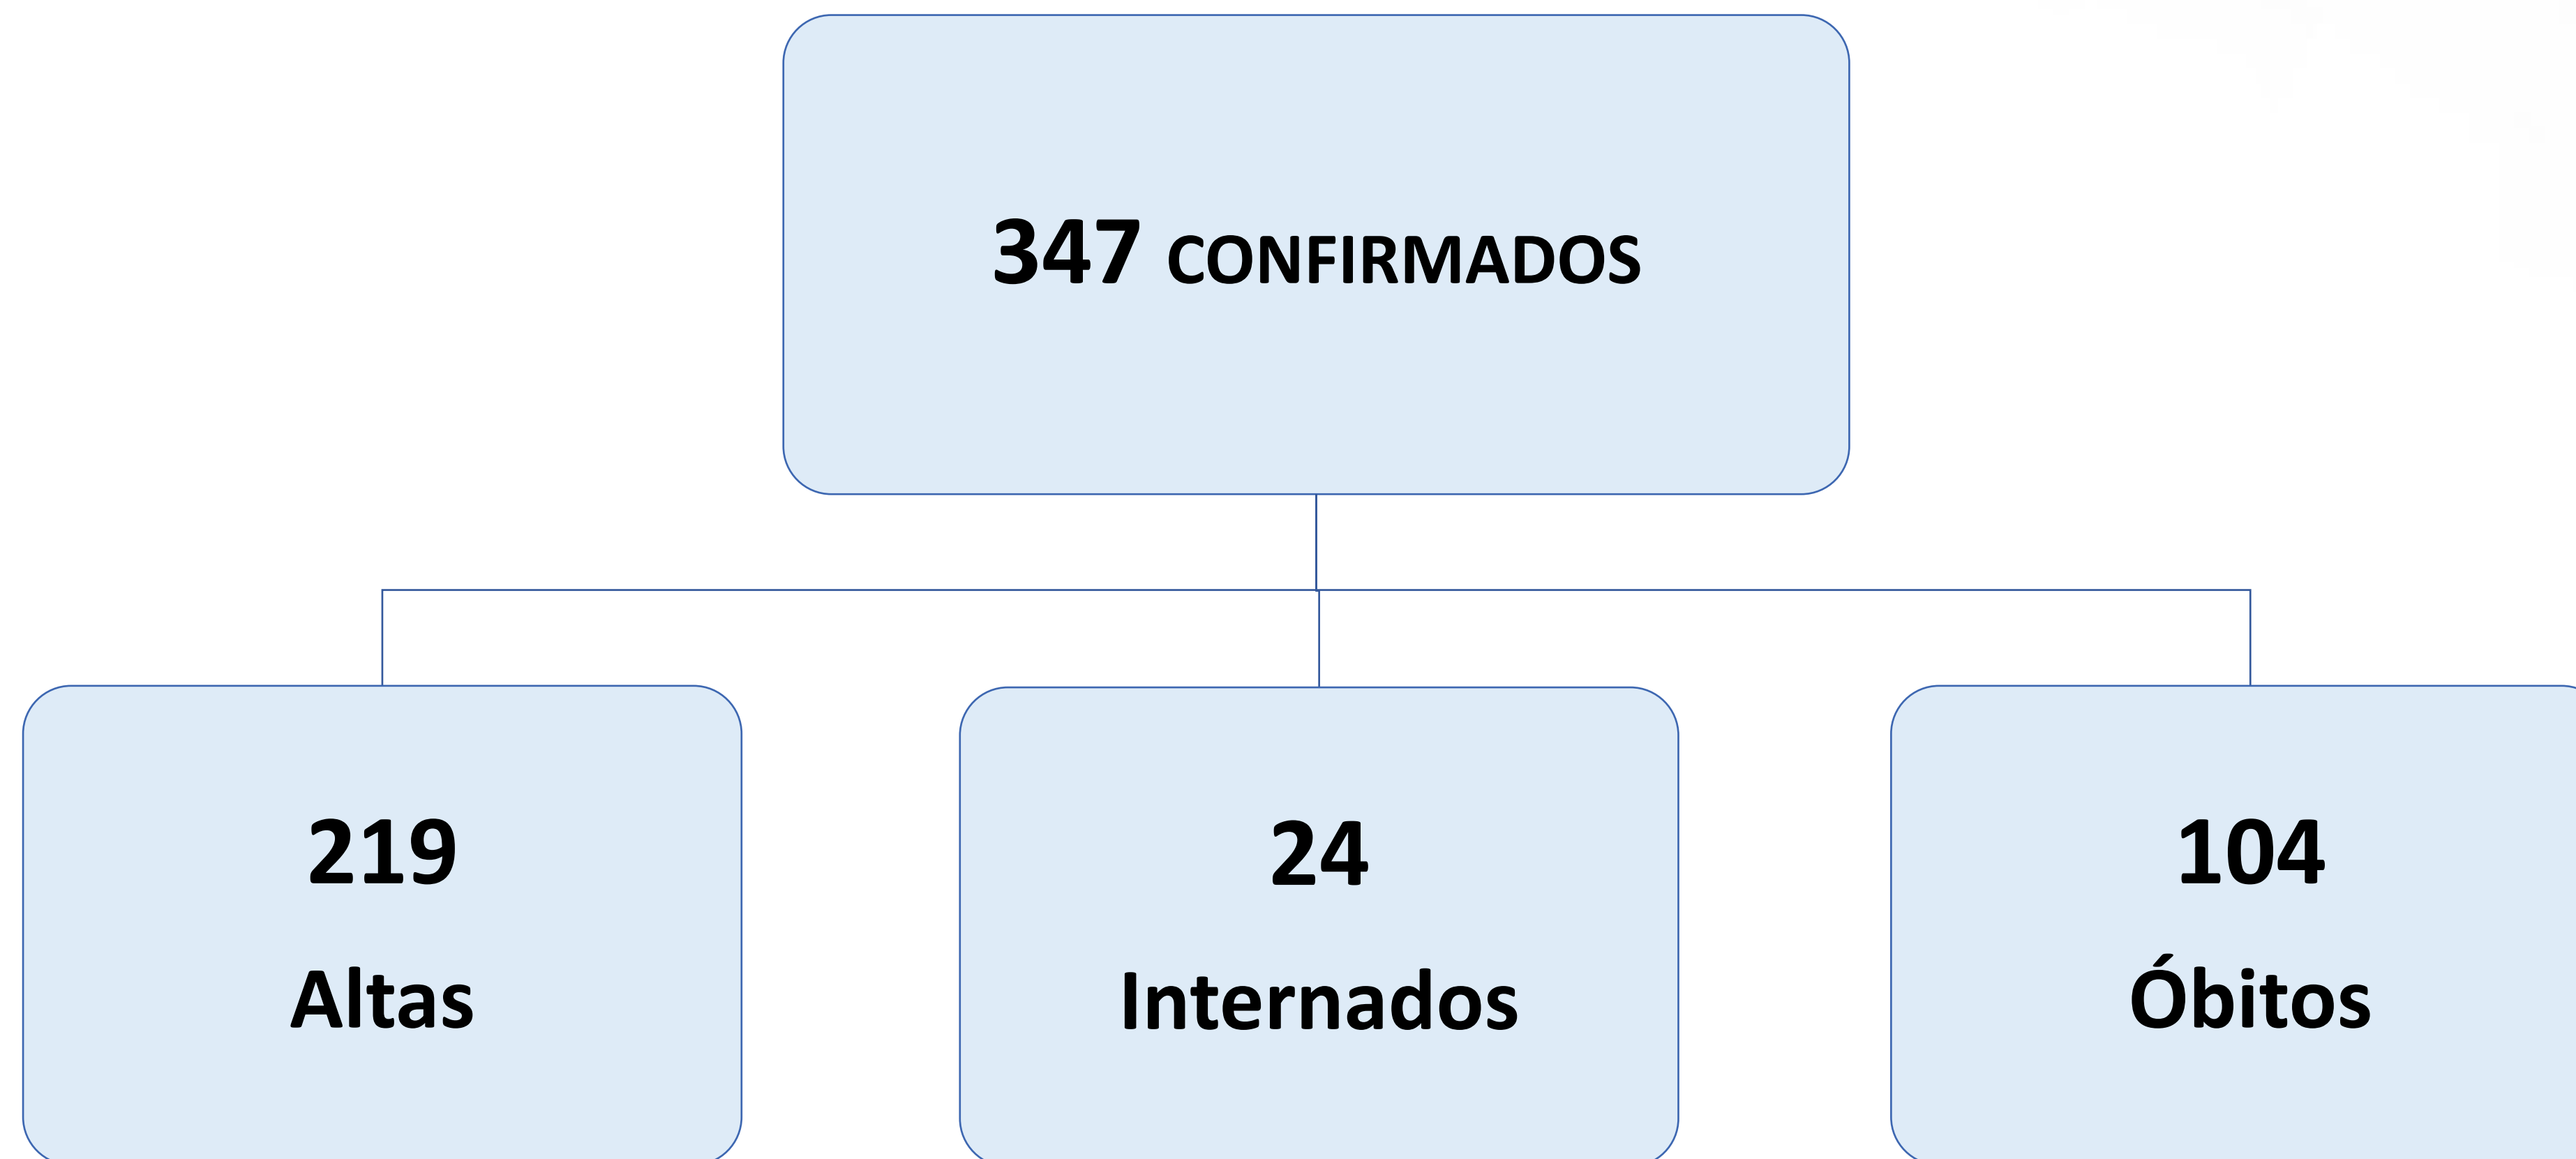 347 CONFIRMADOS
219
Altas
24
Internados
104
Óbitos